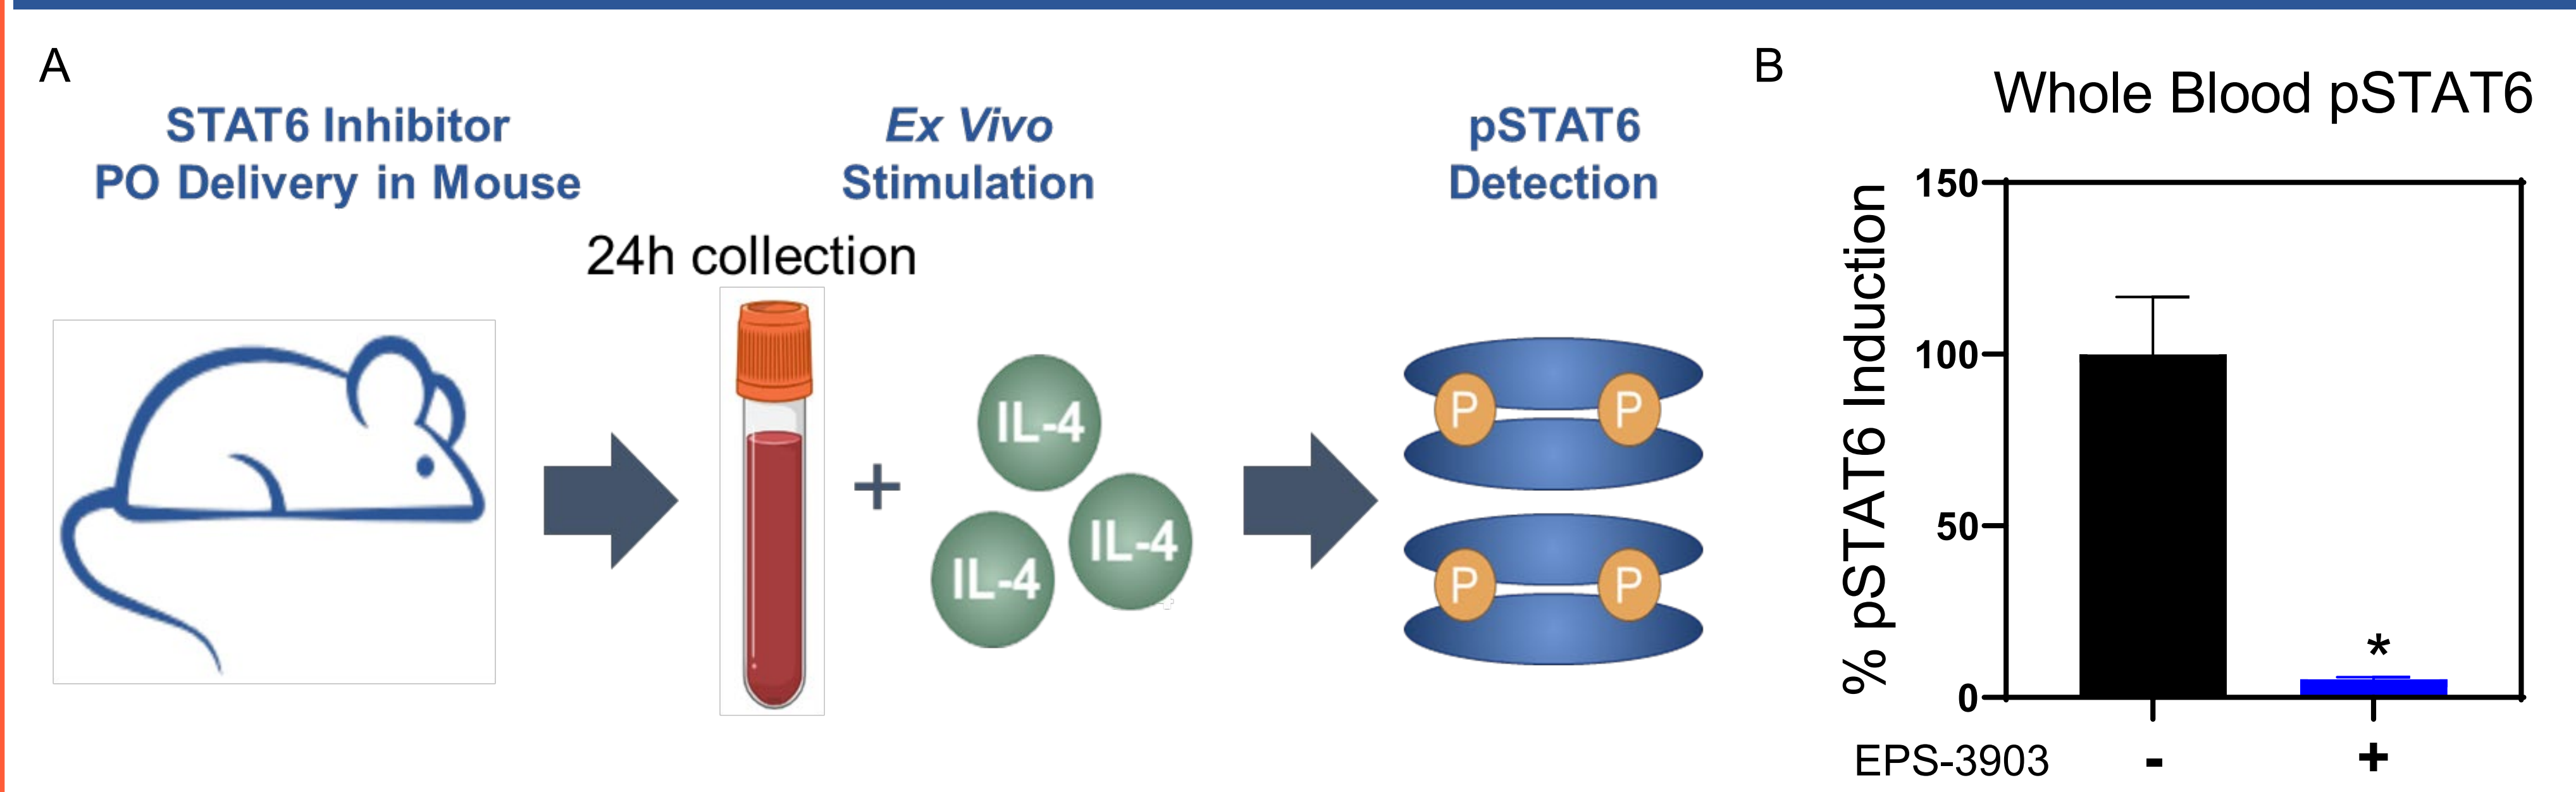 A
STAT6 Inhibitor
PO Delivery in Mouse
24h collection
Ex Vivo
Stimulation
+
IL-4
IL-4
IL-4
pSTAT6
Detection
P
P
P
P
B
Whole Blood pSTAT6
% pSTAT6 Induction
150
100
50
0
*
EPS-3903
-
+